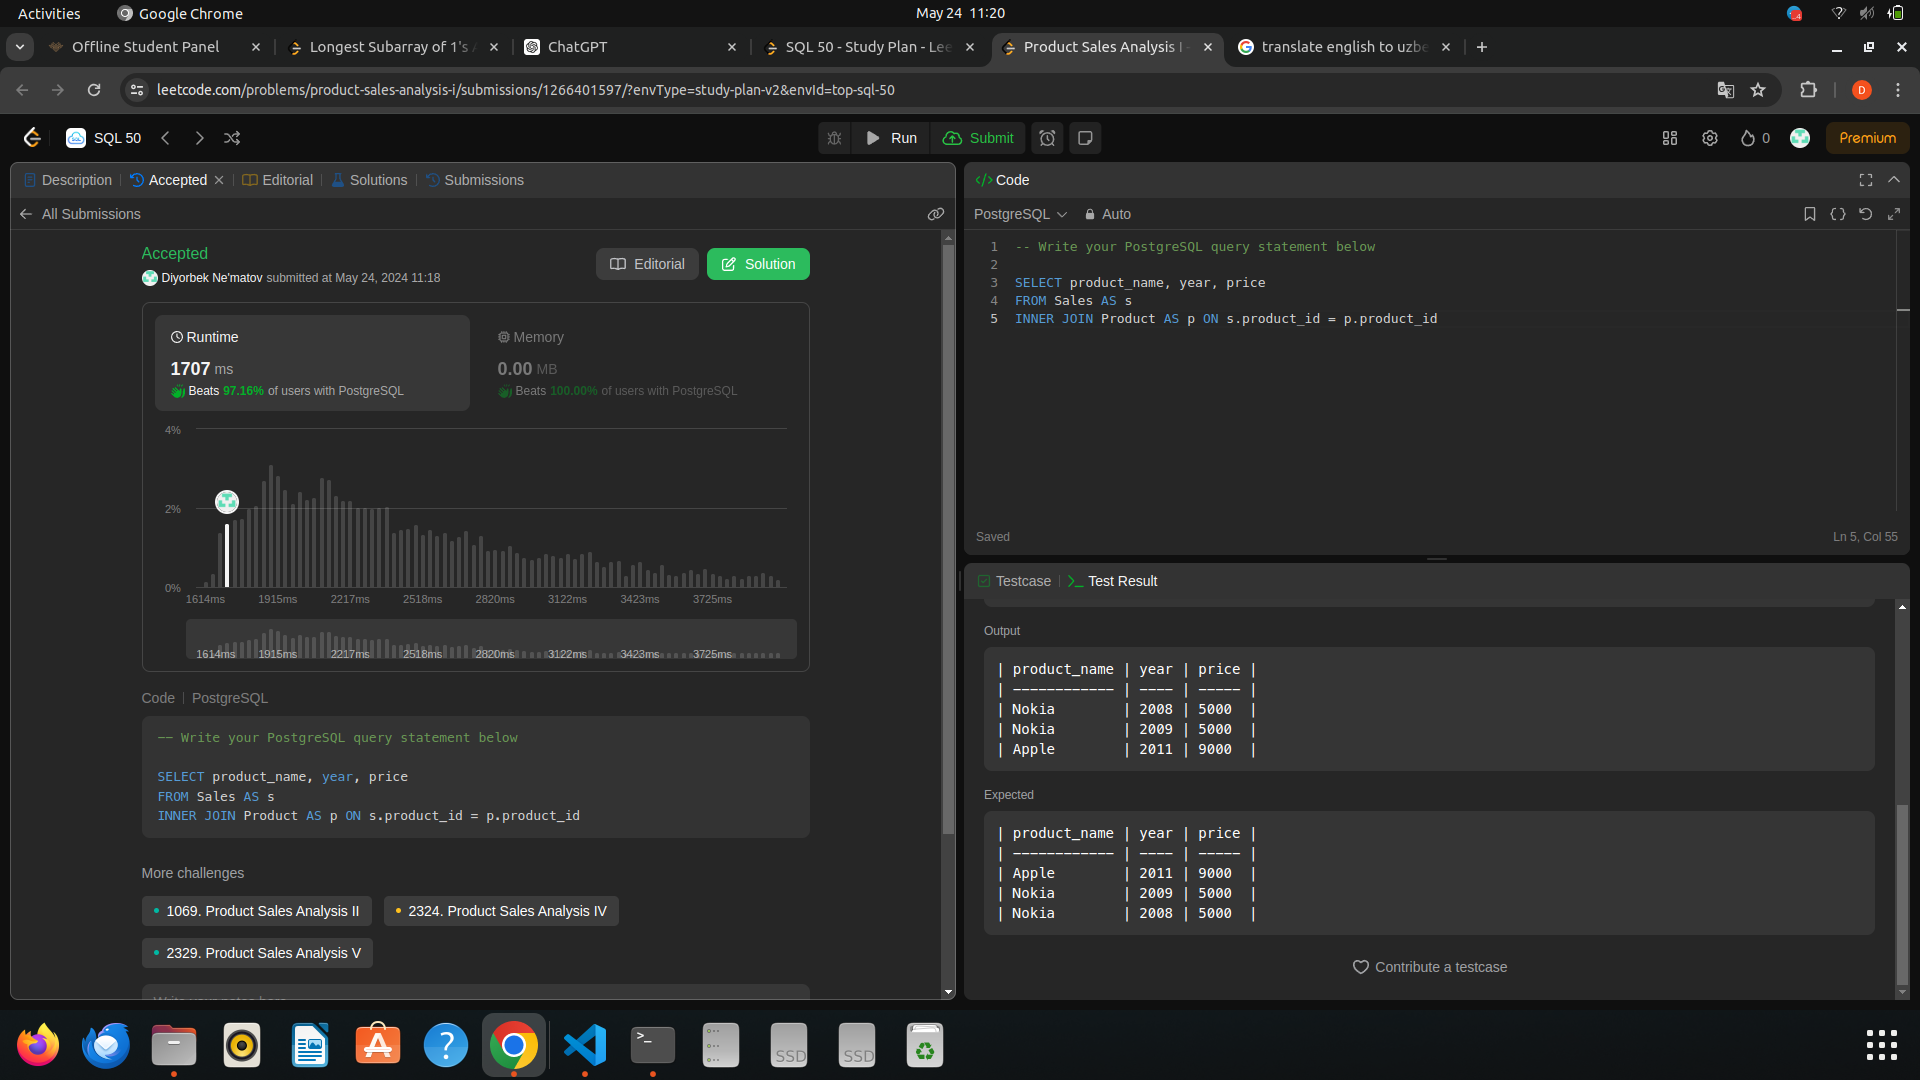 Activities
Google Chrome
May 24 11:20
Offline Student Panel
Longest Subarray of 1's A
ChatGPT
SQL 50 - Study Plan - Lee
Product Sales Analysis I -
translate english to uzbe
leetcode.com/problems/product-sales-analysis-i/submissions/1266401597/?envType=study-plan-v2&envId=top-sql-50
D
SQL 50
Run
Submit
0
Premium
Description
Accepted
Editorial
Solutions
Submissions
All Submissions
Accepted
Diyorbek Ne'matov submitted at May 24, 2024 11:18
Editorial
Solution
Runtime
1707 ms
Beats 97.16% of users with PostgreSQL
Memory
0.00 MB
Beats 100.00% of users with PostgreSQL
4%
2%
0%
1614ms 1915ms 2217ms 2518ms 2820ms 3122ms 3423ms 3725ms
1614ms 1915ms 2217ms 2518ms 2820ms 3122ms 3423ms 3725ms
Code | PostgreSQL
-- Write your PostgreSQL query statement below
SELECT product_name, year, price
FROM Sales AS s
INNER JOIN Product AS p ON s.product_id = p.product_id
More challenges
1069. Product Sales Analysis II
2324. Product Sales Analysis IV
2329. Product Sales Analysis V
Write your notes here
Code
PostgreSQL
Auto
1 -- Write your PostgreSQL query statement below
2
3 SELECT product_name, year, price
4 FROM Sales AS s
5 INNER JOIN Product AS p ON s.product_id = p.product_id
Saved
Ln 5, Col 55
Testcase
Test Result
Output
| product_name | year | price |
| ------------ | ---- | ----- |
| Nokia | 2008 | 5000 |
| Nokia | 2009 | 5000 |
| Apple | 2011 | 9000 |
Expected
| product_name | year | price |
| ------------ | ---- | ----- |
| Apple | 2011 | 9000 |
| Nokia | 2009 | 5000 |
| Nokia | 2008 | 5000 |
Contribute a testcase
SSD
SSD